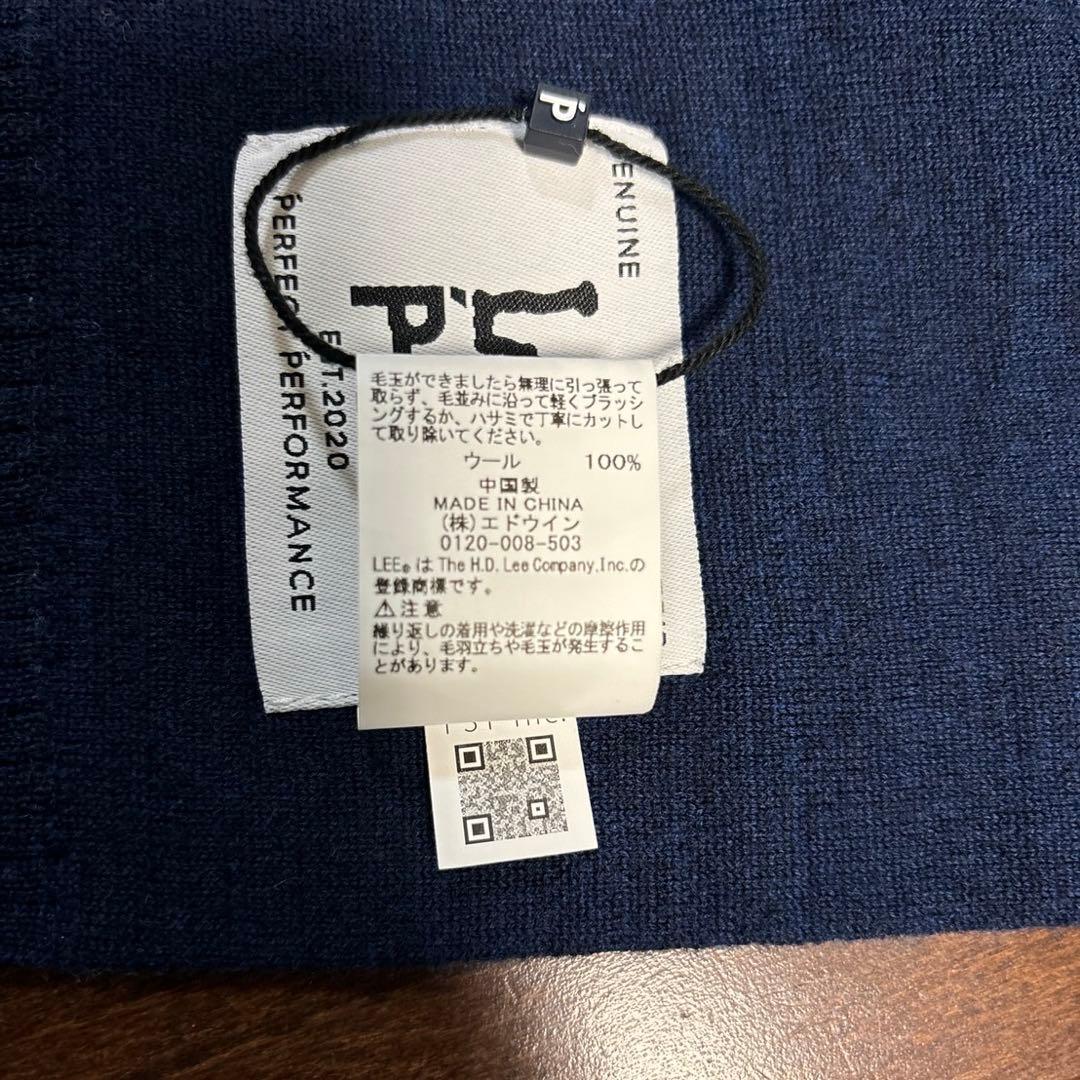 P
GENUINE
PERFECT PERFORMANCE
EST.2020
毛玉ができましたら無理に引っ張って
取らず、毛並みに沿って軽くブラッシ
ングするか、ハサミで丁寧にカットし
て取り除いてください。
ウール 100%
中国製
MADE IN CHINA
(株)エドウイン
0120-008-503
LEE®は The H.D. Lee Company,Inc.の
登録商標です。
⚠注意
繰り返しの着用や洗濯などの摩擦作用
により、毛羽立ちや毛玉が発生するこ
とがあります。